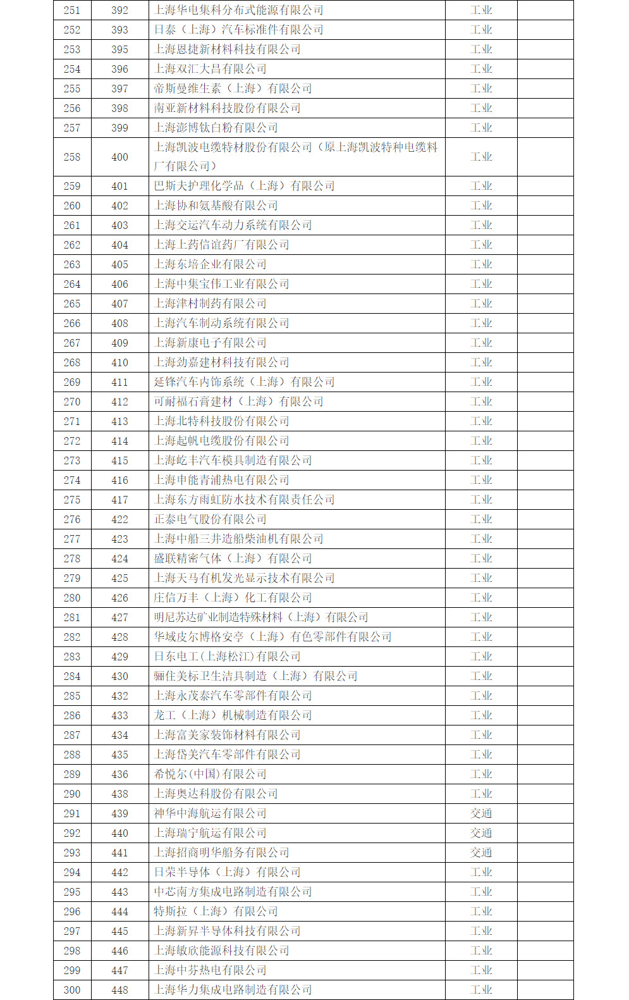 251 392 上海华电集科分布式能源有限公司 工业
252 393 日泰（上海）汽车标准件有限公司 工业
253 395 上海恩捷新材料科技有限公司 工业
254 396 上海双汇大昌有限公司 工业
255 397 帝斯曼维生素（上海）有限公司 工业
256 398 南亚新材料科技股份有限公司 工业
257 399 上海澎博钛白粉有限公司 工业
258 400 上海凯波电缆特材股份有限公司（原上海凯波特种电缆料 工业
厂有限公司）
259 401 巴斯夫护理化学品（上海）有限公司 工业
260 402 上海协和氨基酸有限公司 工业
261 403 上海交运汽车动力系统有限公司 工业
262 404 上海上药信谊药厂有限公司 工业
263 405 上海东培企业有限公司 工业
264 406 上海中集宝伟工业有限公司 工业
265 407 上海津村制药有限公司 工业
266 408 上海汽车制动系统有限公司 工业
267 409 上海新康电子有限公司 工业
268 410 上海劲嘉建材科技有限公司 工业
269 411 延锋汽车内饰系统（上海）有限公司 工业
270 412 可耐福石膏建材（上海）有限公司 工业
271 413 上海北特科技股份有限公司 工业
272 414 上海起帆电缆股份有限公司 工业
273 415 上海屹丰汽车模具制造有限公司 工业
274 416 上海申能青浦热电有限公司 工业
275 417 上海东方雨虹防水技术有限责任公司 工业
276 422 正泰电气股份有限公司 工业
277 423 上海中船三井造船柴油机有限公司 工业
278 424 盛联精密气体（上海）有限公司 工业
279 425 上海天马有机发光显示技术有限公司 工业
280 426 庄信万丰（上海）化工有限公司 工业
281 427 明尼苏达矿业制造特殊材料（上海）有限公司 工业
282 428 华域皮尔博格安亭（上海）有色零部件有限公司 工业
283 429 日东电工(上海松江)有限公司 工业
284 430 骊住美标卫生洁具制造（上海）有限公司 工业
285 432 上海永茂泰汽车零部件有限公司 工业
286 433 龙工（上海）机械制造有限公司 工业
287 434 上海富美家装饰材料有限公司 工业
288 435 上海岱美汽车零部件有限公司 工业
289 436 希悦尔(中国)有限公司 工业
290 438 上海奥达科股份有限公司 工业
291 439 神华中海航运有限公司 交通
292 440 上海瑞宁航运有限公司 交通
293 441 上海招商明华船务有限公司 交通
294 442 日荣半导体（上海）有限公司 工业
295 443 中芯南方集成电路制造有限公司 工业
296 444 特斯拉（上海）有限公司 工业
297 445 上海新昇半导体科技有限公司 工业
298 446 上海敏欣能源科技有限公司 工业
299 447 上海中芬热电有限公司 工业
300 448 上海华力集成电路制造有限公司 工业